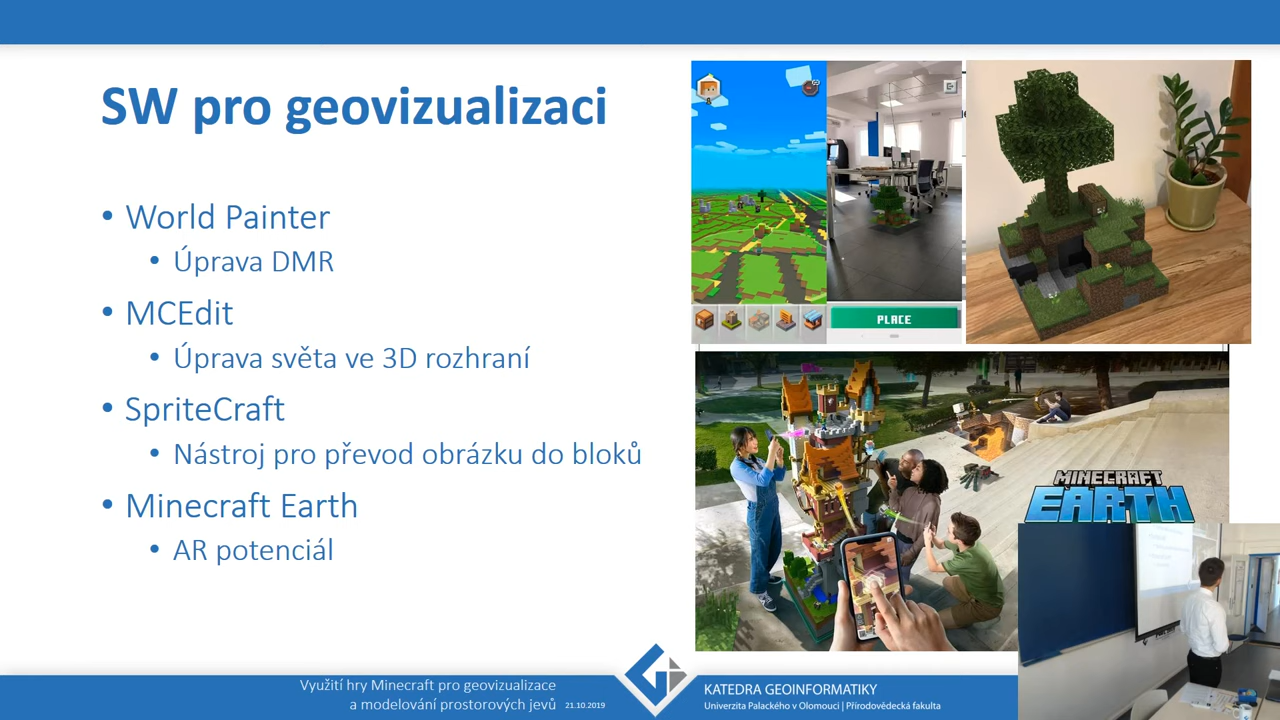 SW pro geovizualizaci
• World Painter
• Úprava DMR
• MCEdit
• Úprava světa ve 3D rozhraní
• SpriteCraft
• Nástroj pro převod obrázku do bloků
• Minecraft Earth
• AR potenciál
PLACE
MINECRAFT
EARTH
Využití hry Minecraft pro geovizualizace
a modelování prostorových jevů 21.10.2019
KATEDRA GEOINFORMATIKY
Univerzita Palackého v Olomouci | Přírodovědecká fakulta